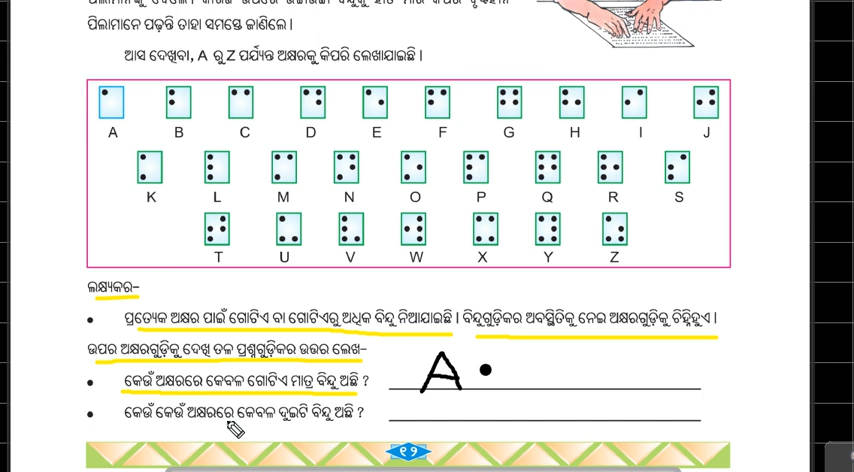 ପିଲାମାନେ ପଢ଼ନ୍ତି ତାହା ସମସ୍ତେ ଜାଣିଲେ।
ଆସ ଦେଖିବା, A ରୁ Z ପର୍ଯ୍ୟନ୍ତ ଅକ୍ଷରକୁ କିପରି ଲେଖାଯାଇଛି।
A B C D E F G H I J
K L M N O P Q R S
T U V W X Y Z
ଲକ୍ଷ୍ୟକର–
• ପ୍ରତ୍ୟେକ ଅକ୍ଷର ପାଇଁ ଗୋଟିଏ ବା ଗୋଟିଏରୁ ଅଧିକ ବିନ୍ଦୁ ନିଆଯାଇଛି। ବିନ୍ଦୁଗୁଡ଼ିକର ଅବସ୍ଥିତିକୁ ନେଇ ଅକ୍ଷରଗୁଡ଼ିକୁ ଚିହ୍ନିହୁଏ।
ଉପର ଅକ୍ଷରଗୁଡ଼ିକୁ ଦେଖି ତଳ ପ୍ରଶ୍ନଗୁଡ଼ିକର ଉତ୍ତର ଲେଖ–
• କେଉଁ ଅକ୍ଷରରେ କେବଳ ଗୋଟିଏ ମାତ୍ର ବିନ୍ଦୁ ଅଛି ? A •
• କେଉଁ କେଉଁ ଅକ୍ଷରରେ କେବଳ ଦୁଇଟି ବିନ୍ଦୁ ଅଛି ?
୧୨